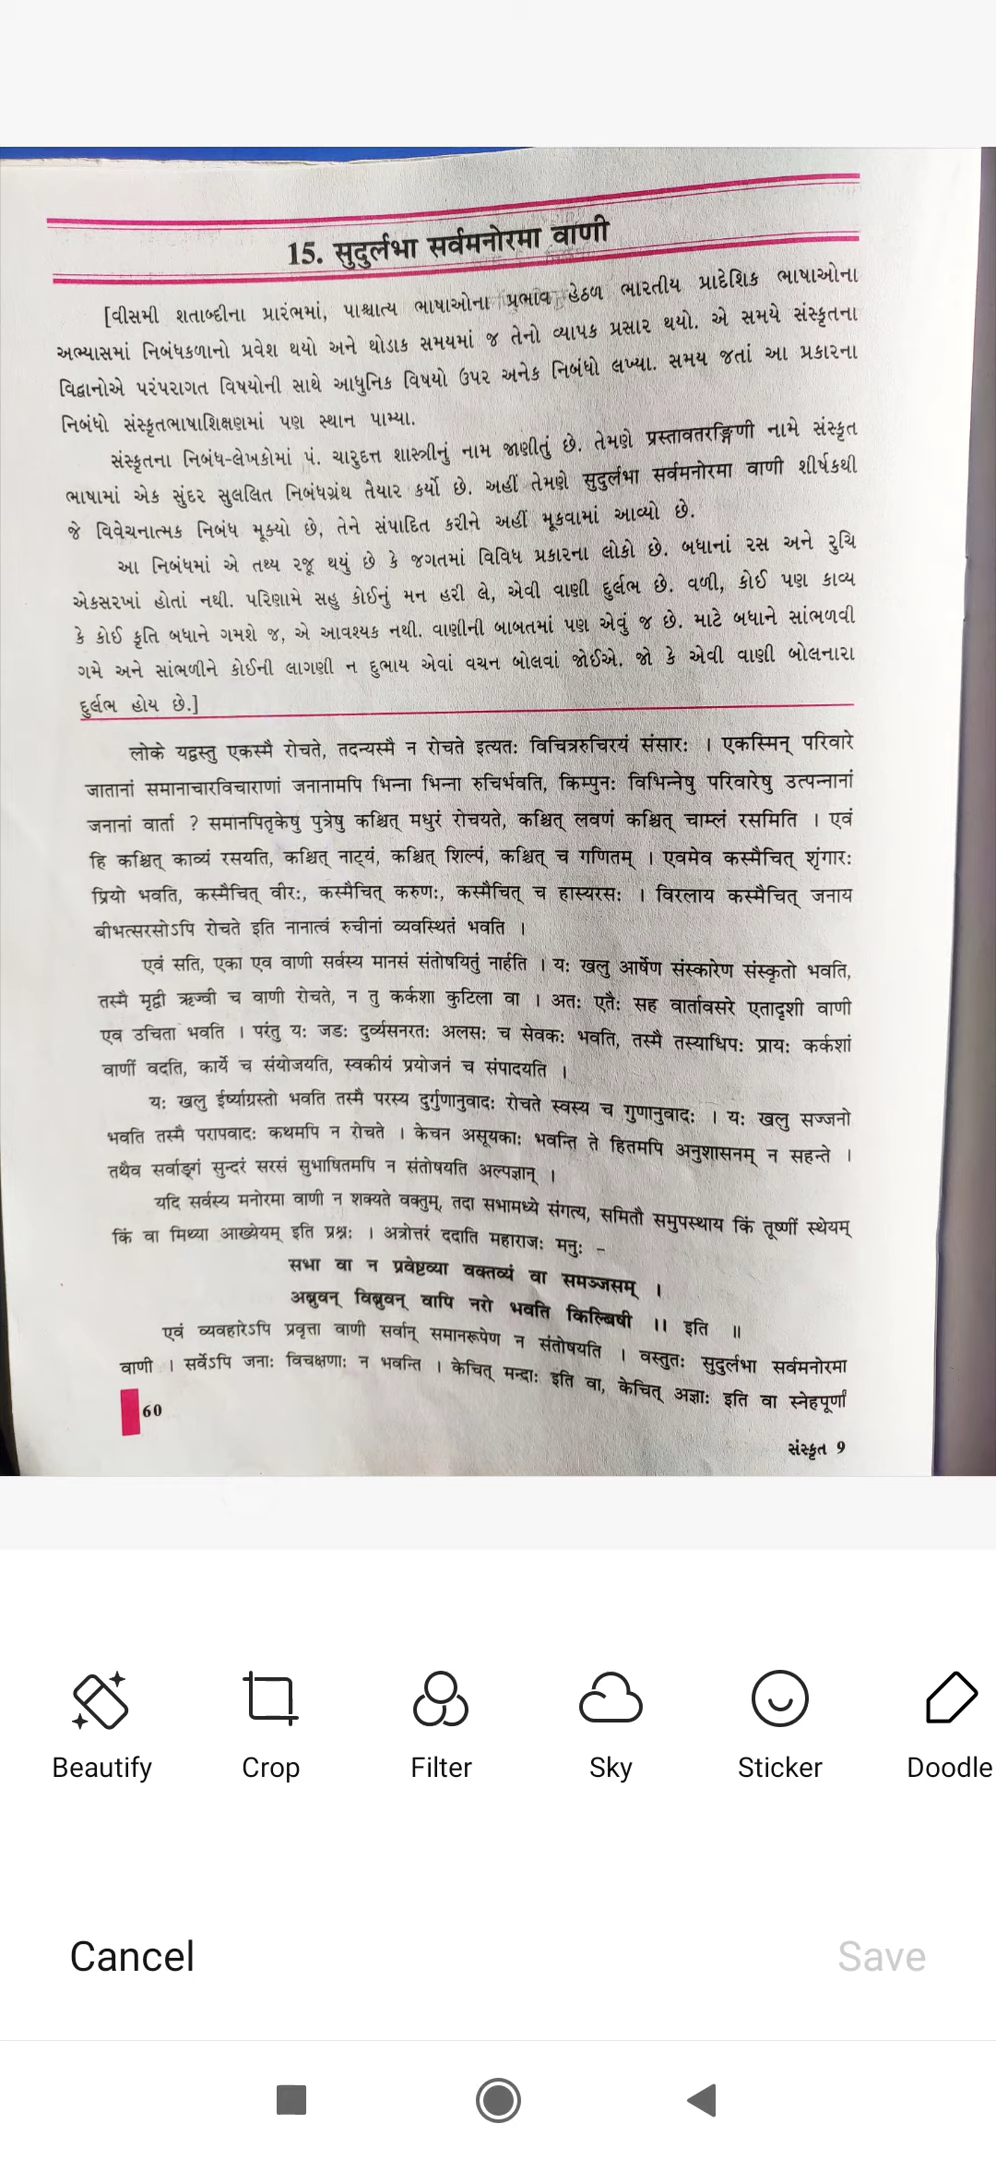 15. सुदुर्लभा सर्वमनोरमा वाणी
[વીસમી શતાબ્દીના પ્રારંભમાં, પાશ્ચાત્ય ભાષાઓના પ્રભાવ હેઠળ ભારતીય પ્રાદેશિક ભાષાઓના
અભ્યાસમાં નિબંધકળાનો પ્રવેશ થયો અને થોડાક સમયમાં જ તેનો વ્યાપક પ્રસાર થયો. એ સમયે સંસ્કૃતના
વિદ્વાનોએ પરંપરાગત વિષયોની સાથે આધુનિક વિષયો ઉપર અનેક નિબંધો લખ્યા. સમય જતાં આ પ્રકારના
નિબંધો સંસ્કૃતભાષાશિક્ષણમાં પણ સ્થાન પામ્યા.
સંસ્કૃતના નિબંધ-લેખકોમાં પં. ચારુદત્ત શાસ્ત્રીનું નામ જાણીતું છે. તેમણે प्रस्तावतरङ्गिणी નામે સંસ્કૃત
ભાષામાં એક સુંદર સુલલિત નિબંધગ્રંથ તૈયાર કર્યો છે. અહીં તેમણે सुदुर्लभा सर्वमनोरमा वाणी શીર્ષકથી
જે વિવેચનાત્મક નિબંધ મૂક્યો છે, તેને સંપાદિત કરીને અહીં મૂકવામાં આવ્યો છે.
આ નિબંધમાં એ તથ્ય રજૂ થયું છે કે જગતમાં વિવિધ પ્રકારના લોકો છે. બધાનાં રસ અને રુચિ
એકસરખાં હોતાં નથી. પરિણામે સહુ કોઈનું મન હરી લે, એવી વાણી દુર્લભ છે. વળી, કોઈ પણ કાવ્ય
કે કોઈ કૃતિ બધાને ગમશે જ, એ આવશ્યક નથી. વાણીની બાબતમાં પણ એવું જ છે. માટે બધાને સાંભળવી
ગમે અને સાંભળીને કોઈની લાગણી ન દુભાય એવાં વચન બોલવાં જોઈએ. જો કે એવી વાણી બોલનારા
દુર્લભ હોય છે.]
लोके यद्वस्तु एकस्मै रोचते, तदन्यस्मै न रोचते इत्यतः विचित्ररुचिरयं संसारः । एकस्मिन् परिवारे
जातानां समानाचारविचाराणां जनानामपि भिन्ना भिन्ना रुचिर्भवति, किम्पुनः विभिन्नेषु परिवारेषु उत्पन्नानां
जनानां वार्ता ? समानपितृकेषु पुत्रेषु कश्चित् मधुरं रोचयते, कश्चित् लवणं कश्चित् चाम्लं रसमिति । एवं
हि कश्चित् काव्यं रसयति, कश्चित् नाट्यं, कश्चित् शिल्पं, कश्चित् च गणितम् । एवमेव कस्मैचित् शृंगारः
प्रियो भवति, कस्मैचित् वीरः, कस्मैचित् करुणः, कस्मैचित् च हास्यरसः । विरलाय कस्मैचित् जनाय
बीभत्सरसोऽपि रोचते इति नानात्वं रुचीनां व्यवस्थितं भवति ।
एवं सति, एका एव वाणी सर्वस्य मानसं संतोषयितुं नार्हति । यः खलु आर्षेण संस्कारेण संस्कृतो भवति,
तस्मै मृद्वी ऋज्वी च वाणी रोचते, न तु कर्कशा कुटिला वा । अतः एतैः सह वार्तावसरे एतादृशी वाणी
एव उचिता भवति । परंतु यः जडः दुर्व्यसनरतः अलसः च सेवकः भवति, तस्मै तस्याधिपः प्रायः कर्कशां
वाणीं वदति, कार्ये च संयोजयति, स्वकीयं प्रयोजनं च संपादयति ।
यः खलु ईर्ष्याग्रस्तो भवति तस्मै परस्य दुर्गुणानुवादः रोचते स्वस्य च गुणानुवादः । यः खलु सज्जनो
भवति तस्मै परापवादः कथमपि न रोचते । केचन असूयकाः भवन्ति ते हितमपि अनुशासनम् न सहन्ते ।
तथैव सर्वाङ्गं सुन्दरं सरसं सुभाषितमपि न संतोषयति अल्पज्ञान् ।
यदि सर्वस्य मनोरमा वाणी न शक्यते वक्तुम्, तदा सभामध्ये संगत्य, समितौ समुपस्थाय किं तूष्णीं स्थेयम्
किं वा मिथ्या आख्येयम् इति प्रश्नः । अत्रोत्तरं ददाति महाराजः मनुः –
सभा वा न प्रवेष्टव्या वक्तव्यं वा समञ्जसम् ।
अब्रुवन् विब्रुवन् वापि नरो भवति किल्बिषी ।। इति ॥
एवं व्यवहारेऽपि प्रवृत्ता वाणी सर्वान् समानरूपेण न संतोषयति । वस्तुतः सुदुर्लभा सर्वमनोरमा
वाणी । सर्वेऽपि जनाः विचक्षणाः न भवन्ति । केचित् मन्दाः इति वा, केचित् अज्ञाः इति वा स्नेहपूर्णां
60
સંસ્કૃત 9
Beautify Crop Filter Sky Sticker Doodle
Cancel Save